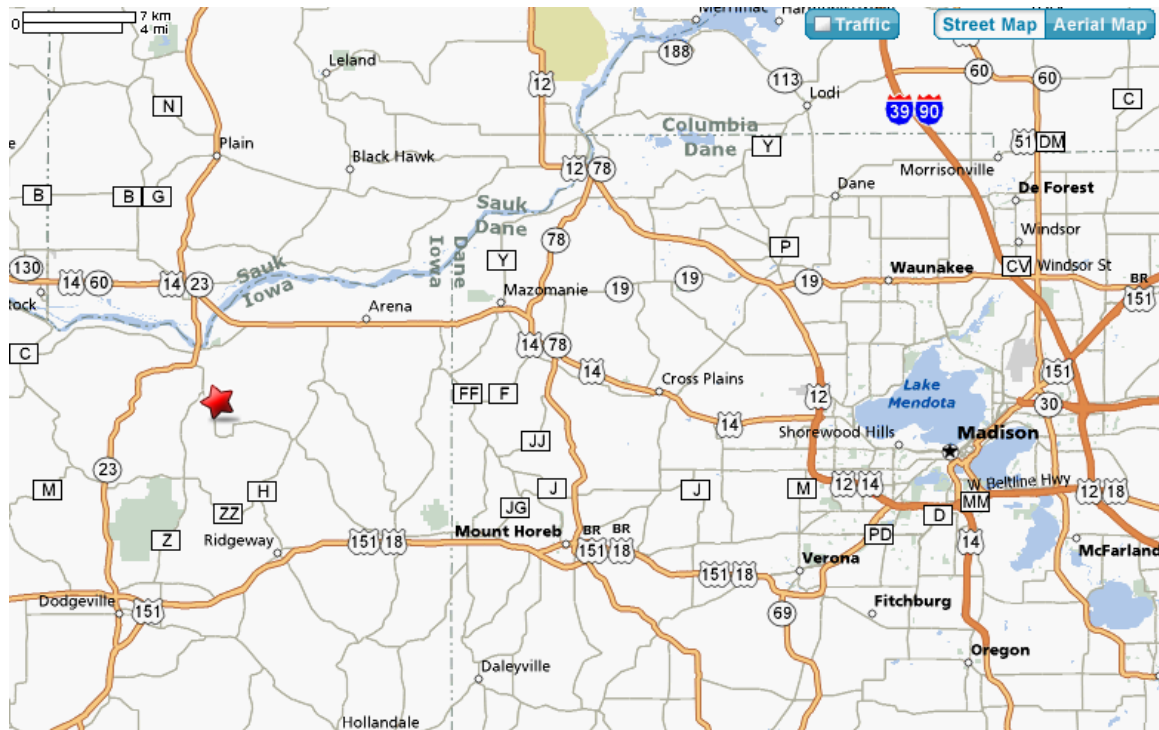 0
7 km
4 mi
Merrimac
Traffic
Street Map
Aerial Map
188
12
113
60
60
Leland
Lodi
N
C
39
90
Columbia
Dane
Y
51
DM
Plain
Black Hawk
12
78
Morrisonville
B
B
G
Dane
De Forest
Sauk
Dane
Windsor
78
Dane
Iowa
Y
P
130
14
60
14
23
Sauk
Iowa
19
19
19
Waunakee
CV
Windsor St
BR
151
tock
Mazomanie
Arena
C
14
78
14
Cross Plains
151
FF
F
12
Lake
Mendota
30
14
Shorewood Hills
Madison
JJ
23
M
H
J
J
M
12
14
W Beltline Hwy
12
18
MM
ZZ
JG
D
Z
Ridgeway
151
18
Mount Horeb
BR
BR
151
18
PD
14
McFarland
151
18
Verona
Dodgeville
151
69
Fitchburg
Oregon
Daleyville
Hollandale